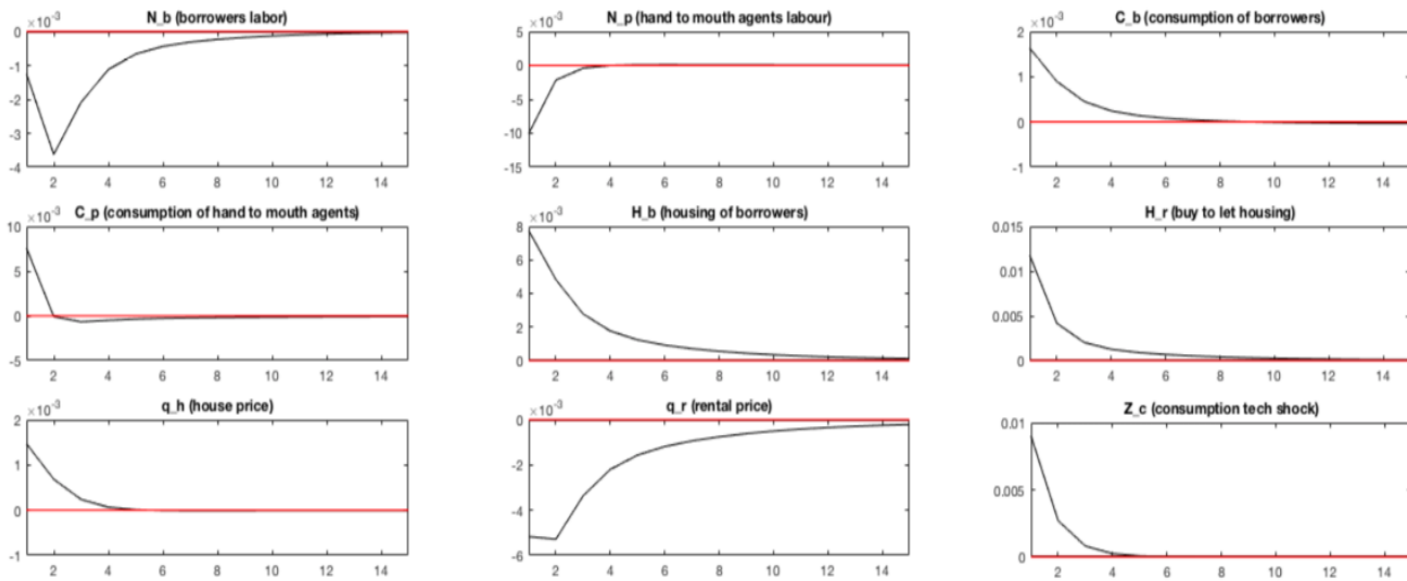 N_b (borrowers labor)
×10⁻³
0
-1
-2
-3
-4
2 4 6 8 10 12 14
N_p (hand to mouth agents labour)
×10⁻³
5
0
-5
-10
-15
2 4 6 8 10 12 14
C_b (consumption of borrowers)
×10⁻³
2
1
0
-1
2 4 6 8 10 12 14
C_p (consumption of hand to mouth agents)
×10⁻³
10
5
0
-5
2 4 6 8 10 12 14
H_b (housing of borrowers)
×10⁻³
8
6
4
2
0
2 4 6 8 10 12 14
H_r (buy to let housing)
0.015
0.01
0.005
0
2 4 6 8 10 12 14
q_h (house price)
×10⁻³
2
1
0
-1
2 4 6 8 10 12 14
q_r (rental price)
×10⁻³
0
-2
-4
-6
2 4 6 8 10 12 14
Z_c (consumption tech shock)
0.01
0.005
0
2 4 6 8 10 12 14